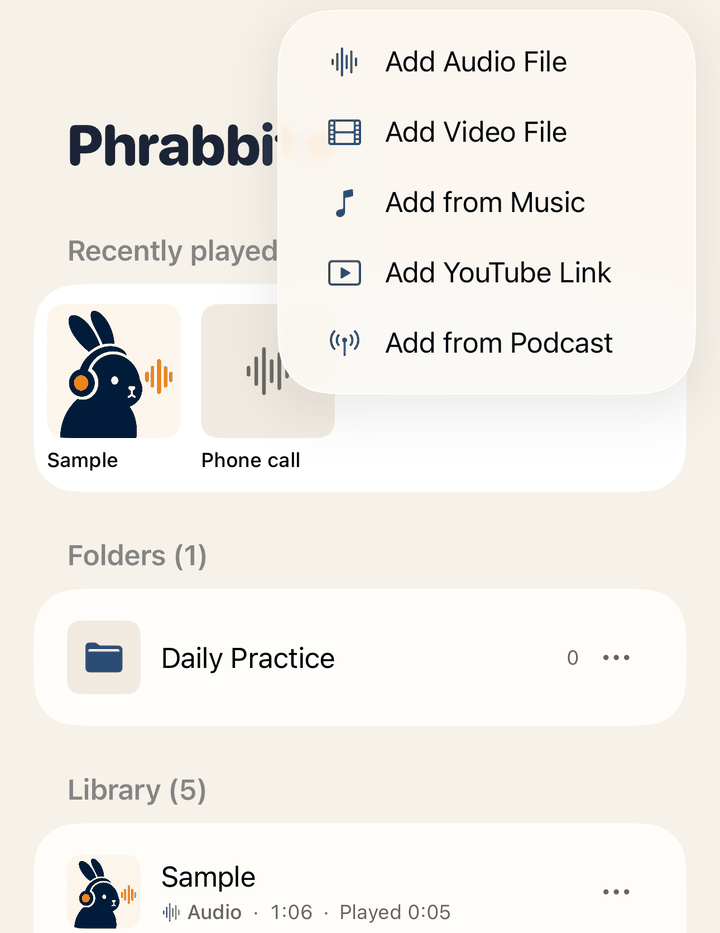 Add Audio File
Add Video File
Add from Music
Add YouTube Link
Add from Podcast
Phrabbi
Recently played
Sample
Phone call
Folders (1)
Daily Practice
0
Library (5)
Sample
Audio · 1:06 · Played 0:05